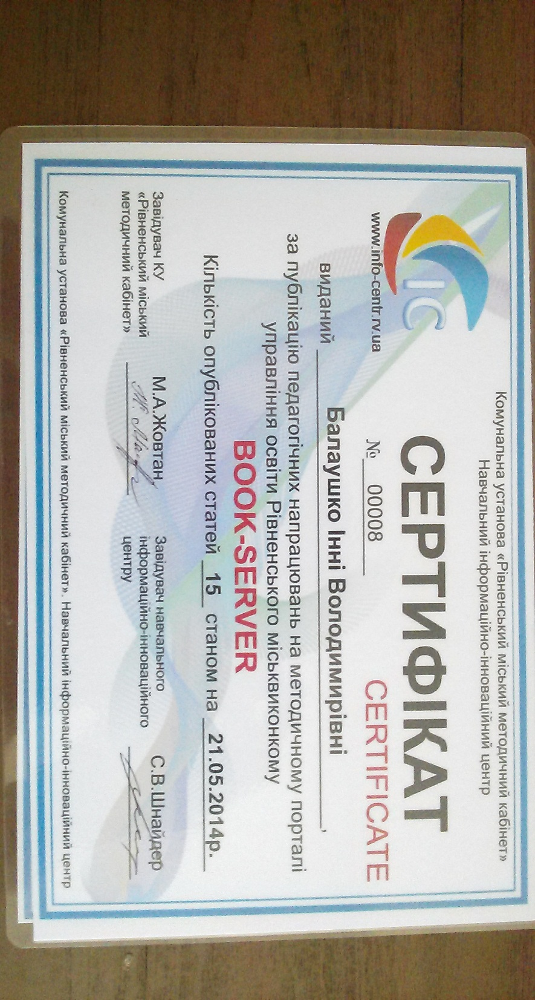 Комунальна установа «Рівненський міський методичний кабінет»
Навчальний інформаційно-інноваційний центр
ІС
www.info-centr.rv.ua
СЕРТИФІКАТ
№ 00008
CERTIFICATE
виданий Балаушко Інні Володимирівні,
за публікацію педагогічних напрацювань на методичному порталі
управління освіти Рівненського міськвиконкому
BOOK-SERVER
Кількість опублікованих статей 15 станом на 21.05.2014р.
Завідувач КУ
«Рівненський міський
методичний кабінет»
М.А.Жовтан
Завідувач навчального
інформаційно-інноваційного
центру
С.В.Шнайдер
Комунальна установа «Рівненський міський методичний кабінет». Навчальний інформаційно-інноваційний центр